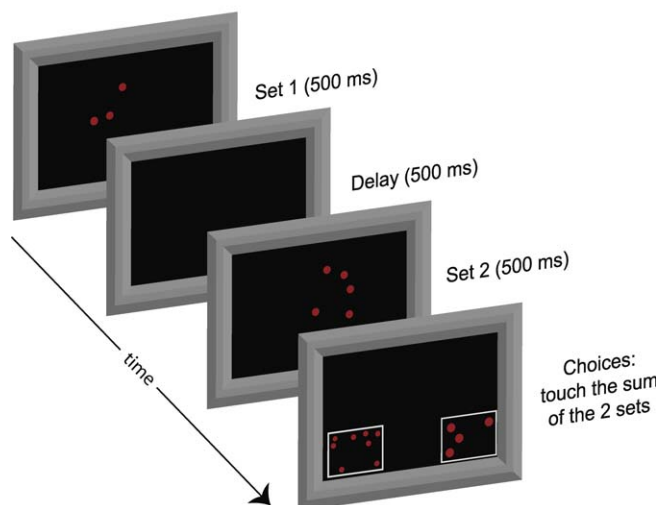 Set 1 (500 ms)
Delay (500 ms)
Set 2 (500 ms)
Choices:
touch the sum
of the 2 sets
time